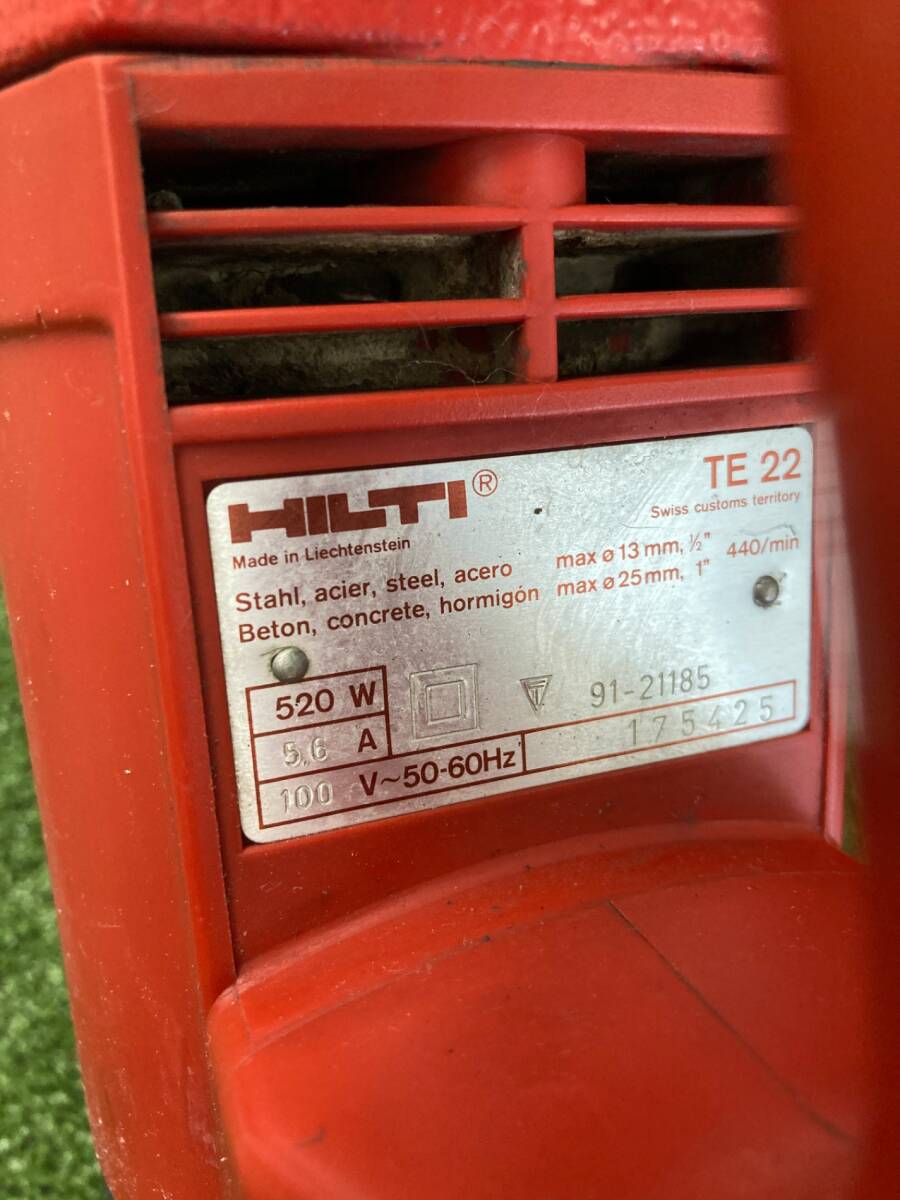 HILTI®
TE 22
Made in Liechtenstein
Swiss customs territory
Stahl, acier, steel, acero max ø 13 mm, ½" 440/min
Beton, concrete, hormigón max ø 25 mm, 1"
520 W
5,6 A
91-21185
100 V~50-60Hz
175425